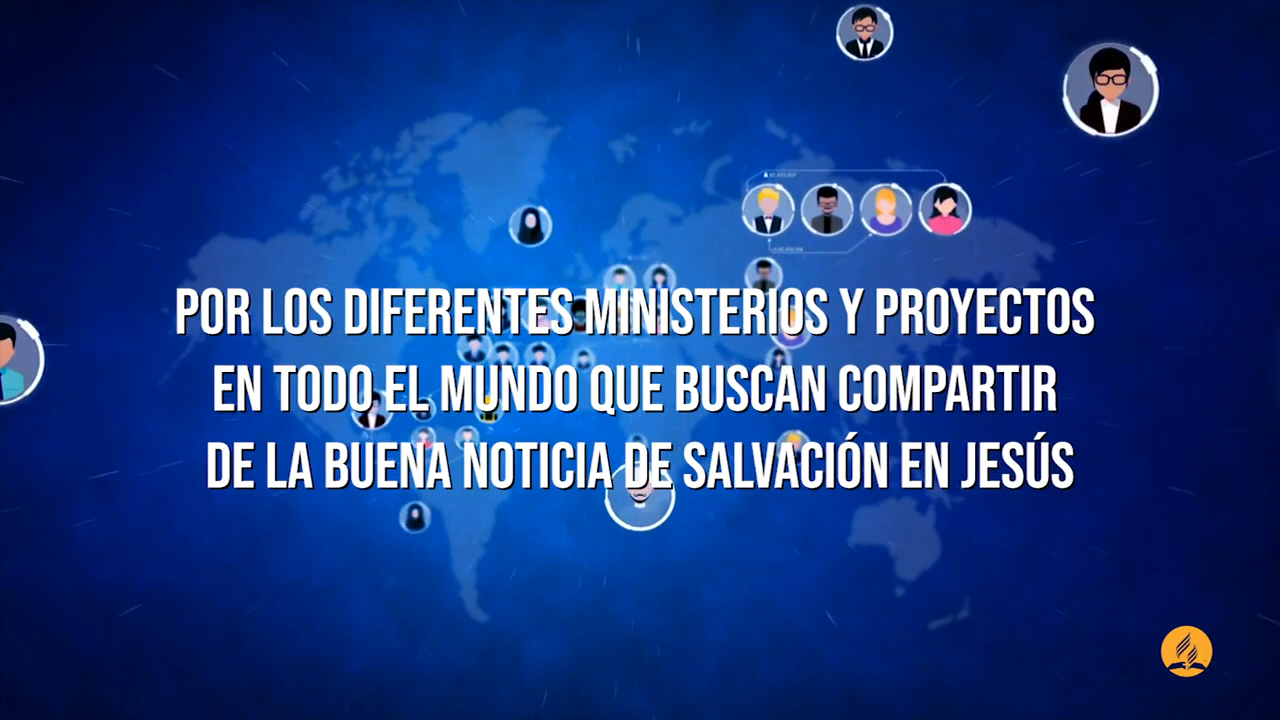 POR LOS DIFERENTES MINISTERIOS Y PROYECTOS
EN TODO EL MUNDO QUE BUSCAN COMPARTIR
DE LA BUENA NOTICIA DE SALVACIÓN EN JESÚS